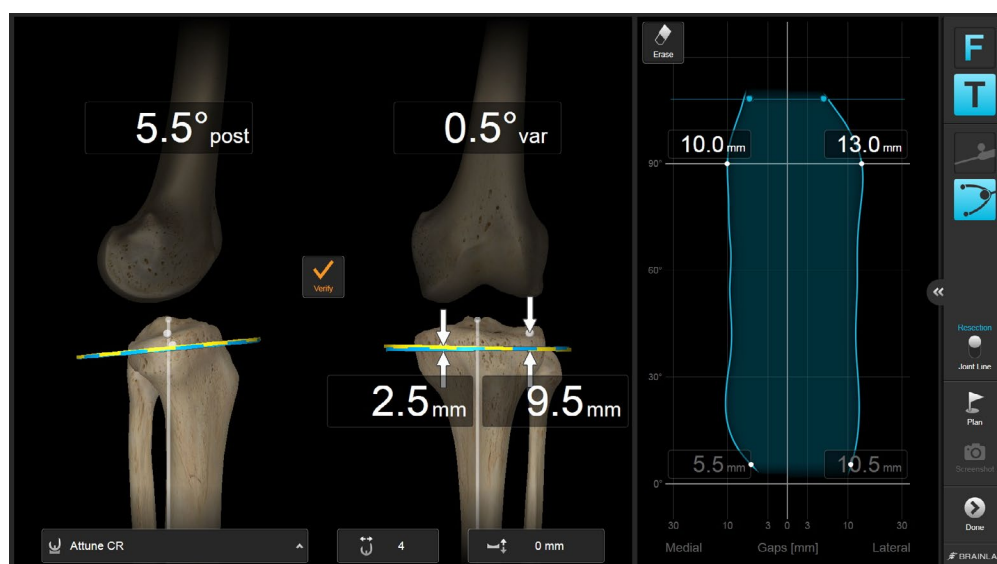 Erase
F
T
5.5° post
0.5° var
10.0 mm
13.0 mm
90°
60°
30°
0°
Verify
2.5 mm
9.5 mm
5.5 mm
10.5 mm
30 10 3 0 3 10 30
Medial Gaps [mm] Lateral
Attune CR
4
0 mm
Resection
Joint Line
Plan
Screenshot
Done
BRAINLA